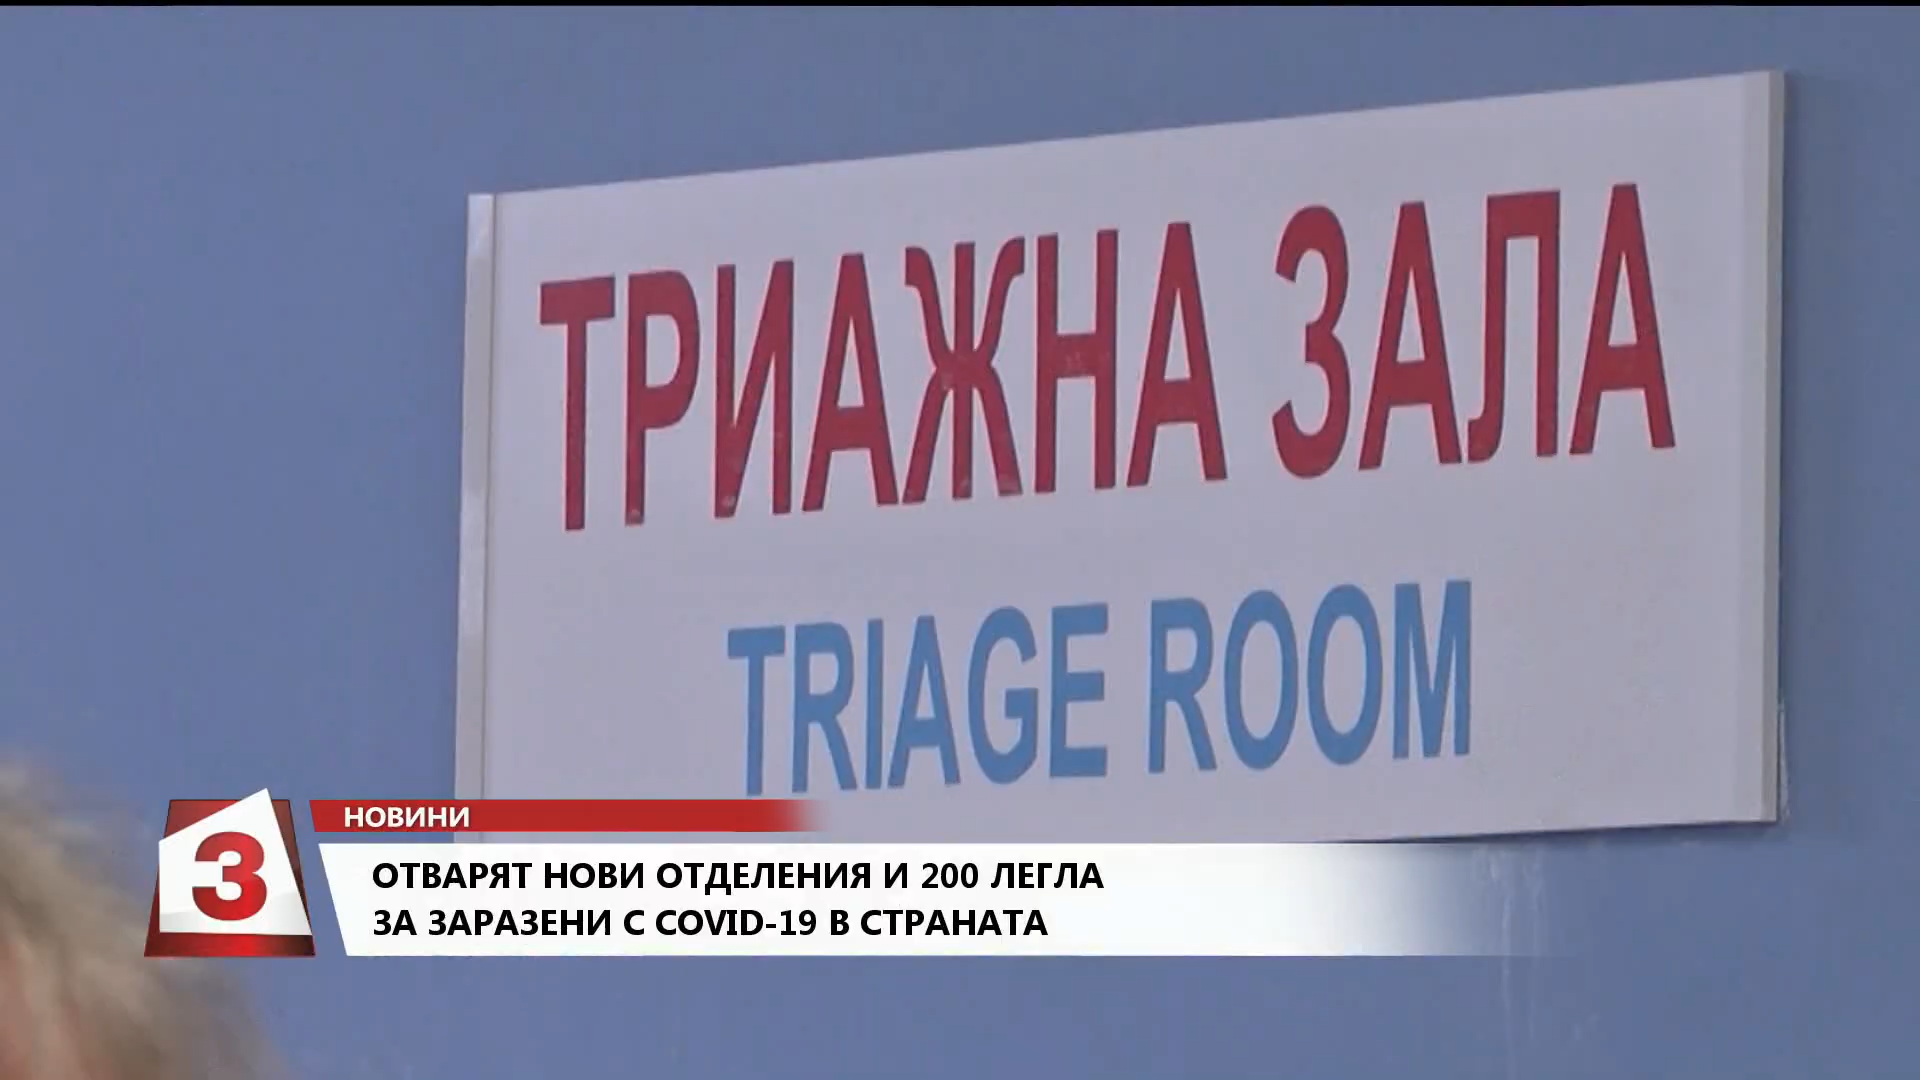 ТРИАЖНА ЗАЛА
TRIAGE ROOM
3
НОВИНИ
ОТВАРЯТ НОВИ ОТДЕЛЕНИЯ И 200 ЛЕГЛА
ЗА ЗАРАЗЕНИ С COVID-19 В СТРАНАТА